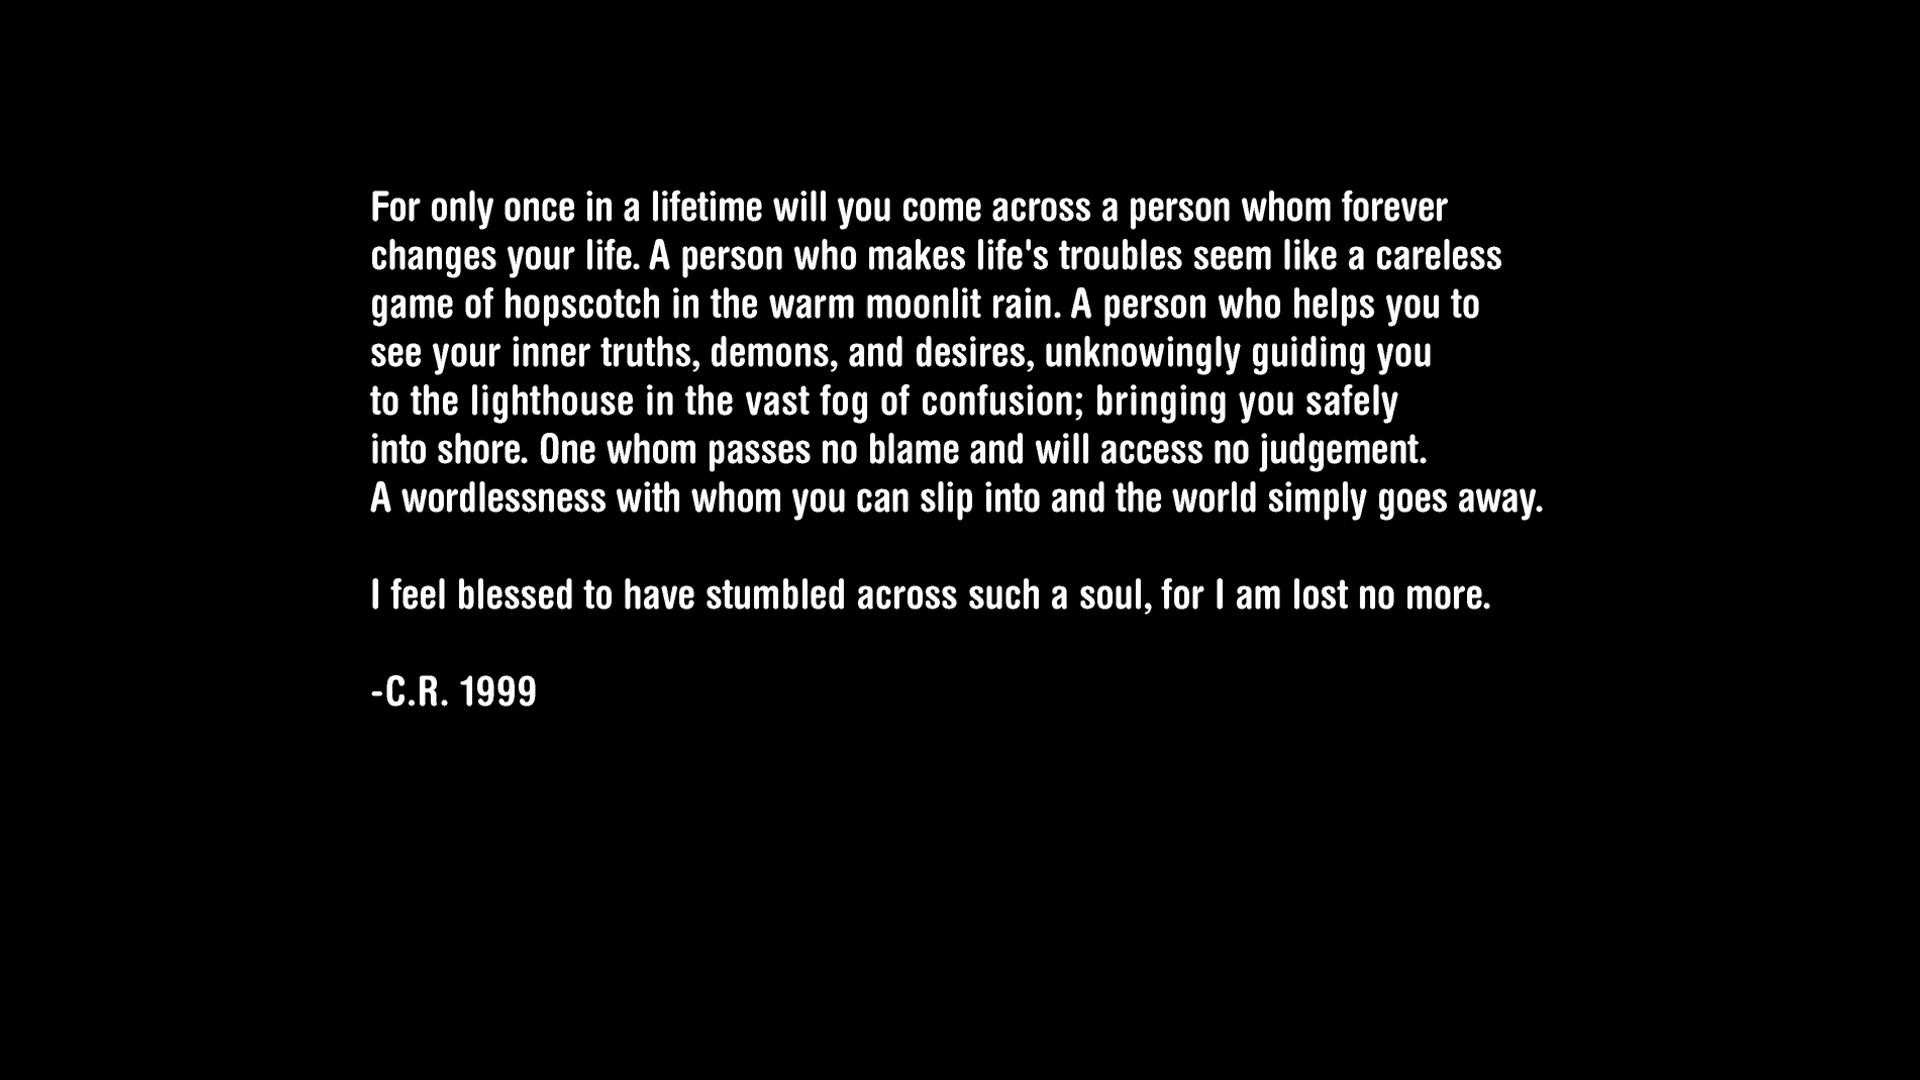 For only once in a lifetime will you come across a person whom forever
changes your life. A person who makes life's troubles seem like a careless
game of hopscotch in the warm moonlit rain. A person who helps you to
see your inner truths, demons, and desires, unknowingly guiding you
to the lighthouse in the vast fog of confusion; bringing you safely
into shore. One whom passes no blame and will access no judgement.
A wordlessness with whom you can slip into and the world simply goes away.
I feel blessed to have stumbled across such a soul, for I am lost no more.
-C.R. 1999